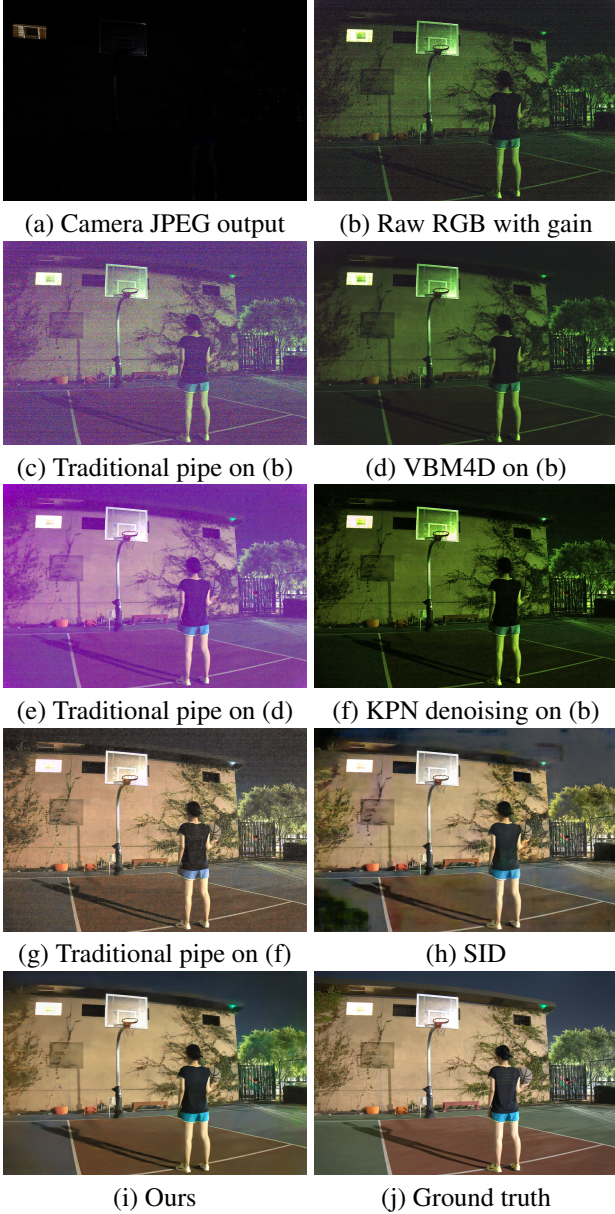 (a) Camera JPEG output
(b) Raw RGB with gain
(c) Traditional pipe on (b)
(d) VBM4D on (b)
(e) Traditional pipe on (d)
(f) KPN denoising on (b)
(g) Traditional pipe on (f)
(h) SID
(i) Ours
(j) Ground truth